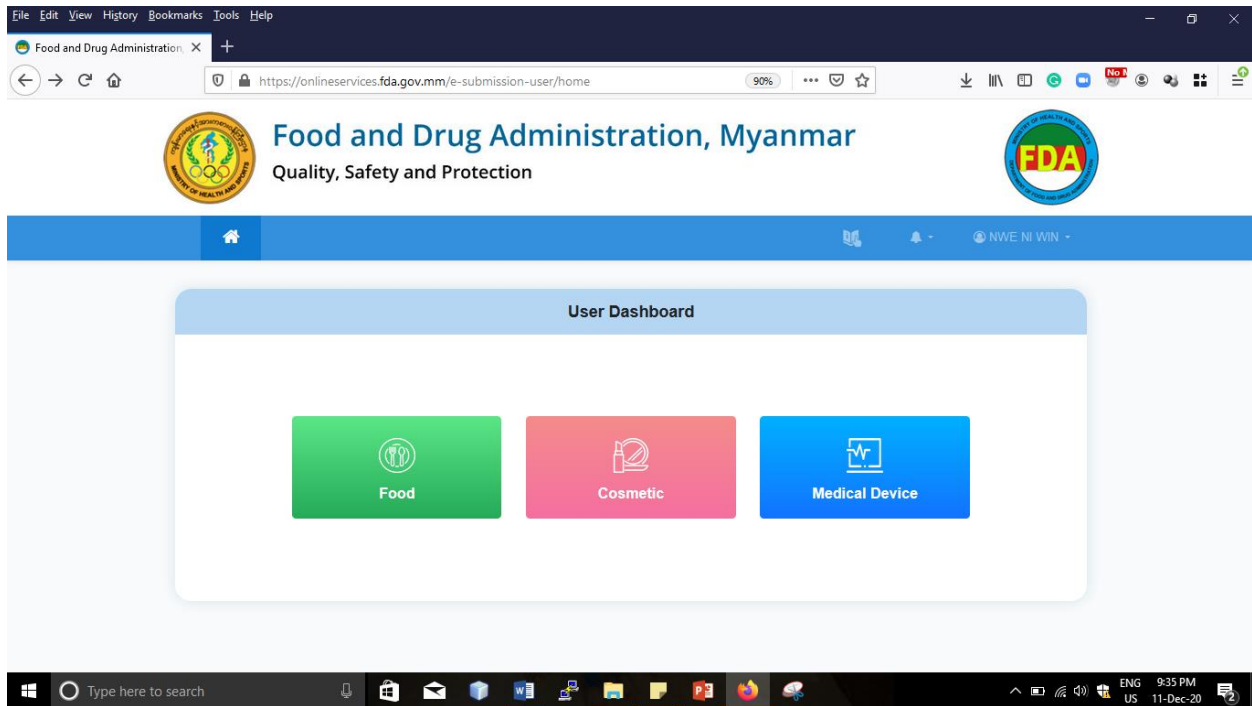 File Edit View History Bookmarks Tools Help
Food and Drug Administration,
https://onlineservices.fda.gov.mm/e-submission-user/home
90%
Food and Drug Administration, Myanmar
Quality, Safety and Protection
FDA
NWE NI WIN
User Dashboard
Food
Cosmetic
Medical Device
Type here to search
ENG
US
9:35 PM
11-Dec-20
2